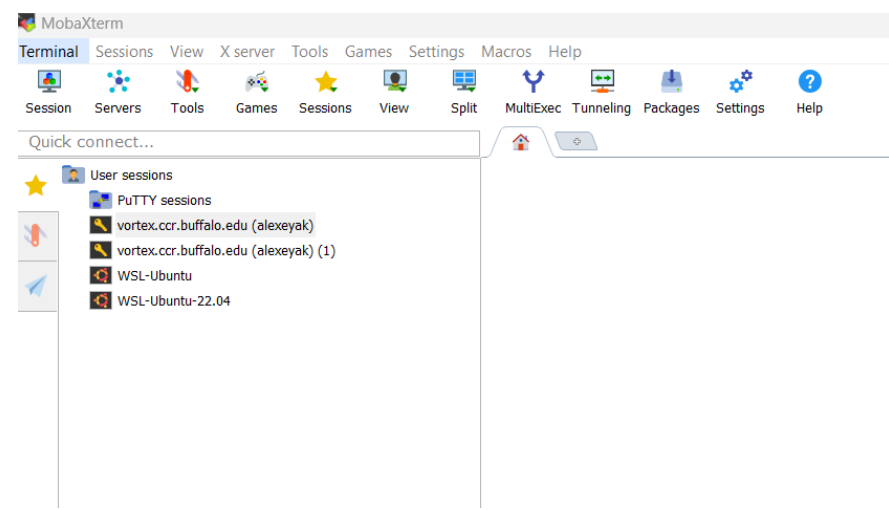 MobaXterm
Terminal Sessions View X server Tools Games Settings Macros Help
Session Servers Tools Games Sessions View Split MultiExec Tunneling Packages Settings Help
Quick connect...
User sessions
PuTTY sessions
vortex.ccr.buffalo.edu (alexeyak)
vortex.ccr.buffalo.edu (alexeyak) (1)
WSL-Ubuntu
WSL-Ubuntu-22.04